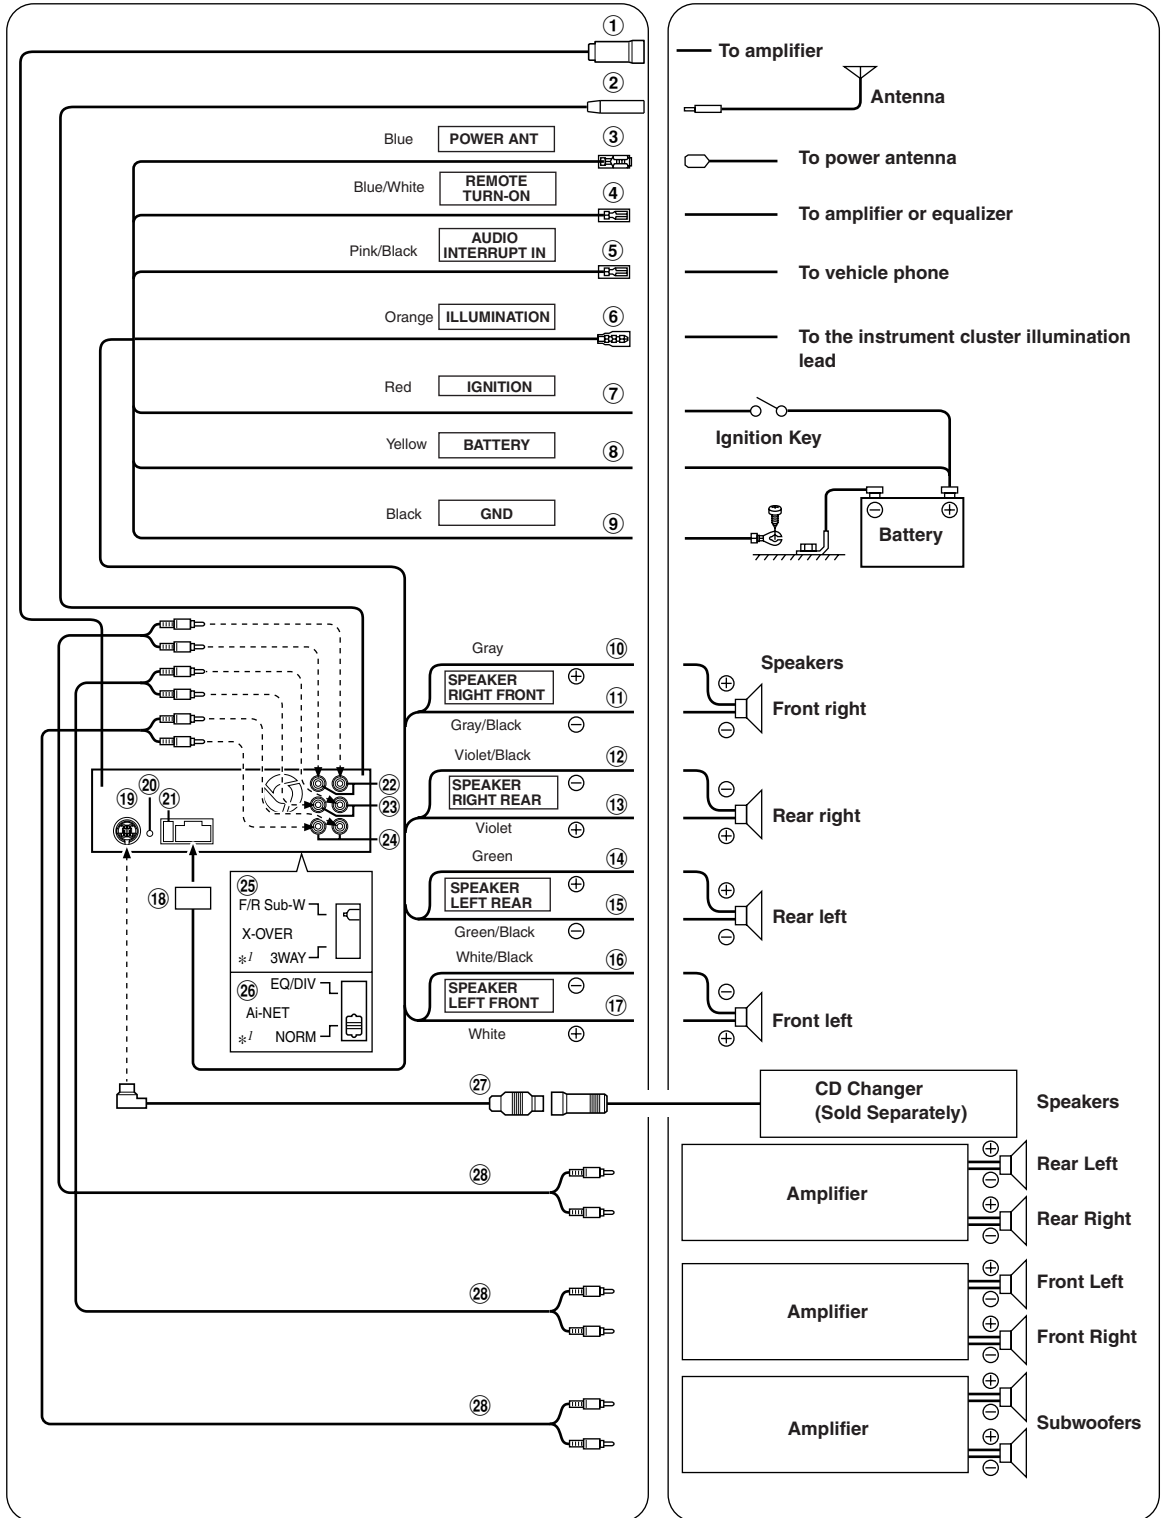 ①
To amplifier
②
Antenna
Blue POWER ANT ③
To power antenna
Blue/White REMOTE TURN-ON ④
To amplifier or equalizer
Pink/Black AUDIO INTERRUPT IN ⑤
To vehicle phone
Orange ILLUMINATION ⑥
To the instrument cluster illumination
lead
Red IGNITION ⑦
Ignition Key
Yellow BATTERY ⑧
Black GND ⑨
⊖ ⊕
Battery
Gray ⑩
SPEAKER
RIGHT FRONT ⊕
⑪
Gray/Black ⊖
Speakers
⊕
Front right
⊖
Violet/Black ⑫
SPEAKER
RIGHT REAR ⊖
⑬
Violet ⊕
⊖
Rear right
⊕
Green ⑭
SPEAKER
LEFT REAR ⊕
⑮
Green/Black ⊖
⊕
Rear left
⊖
White/Black ⑯
SPEAKER
LEFT FRONT ⊖
⑰
White ⊕
⊖
Front left
⊕
⑲ ⑳ ㉑
㉒
㉓
㉔
⑱
㉕
F/R Sub-W
X-OVER
*1 3WAY
㉖ EQ/DIV
Ai-NET
*1 NORM
㉗
CD Changer
(Sold Separately)
Speakers
㉘
Amplifier
⊕
Rear Left
⊖
⊕
Rear Right
⊖
㉘
Amplifier
⊕
Front Left
⊖
⊕
Front Right
⊖
㉘
Amplifier
⊕
⊖
Subwoofers
⊕
⊖